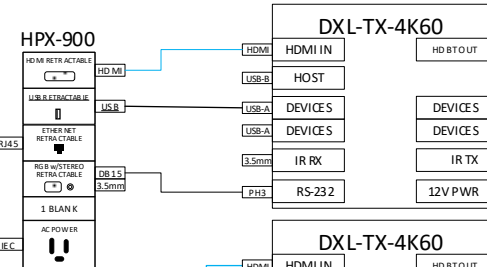 HPX-900
HDMI RETRACTABLE
HDMI
USB RETRACTABLE
USB
ETHERNET
RETRACTABLE
RJ45
RGB w/STEREO
RETRACTABLE
DB15
3.5mm
1 BLANK
AC POWER
IEC
DXL-TX-4K60
HDMI
HDMI IN
HDBT OUT
USB-B
HOST
USB-A
DEVICES
DEVICES
USB-A
DEVICES
DEVICES
3.5mm
IR RX
IR TX
PH3
RS-232
12V PWR
DXL-TX-4K60
HDMI
HDMI IN
HDBT OUT